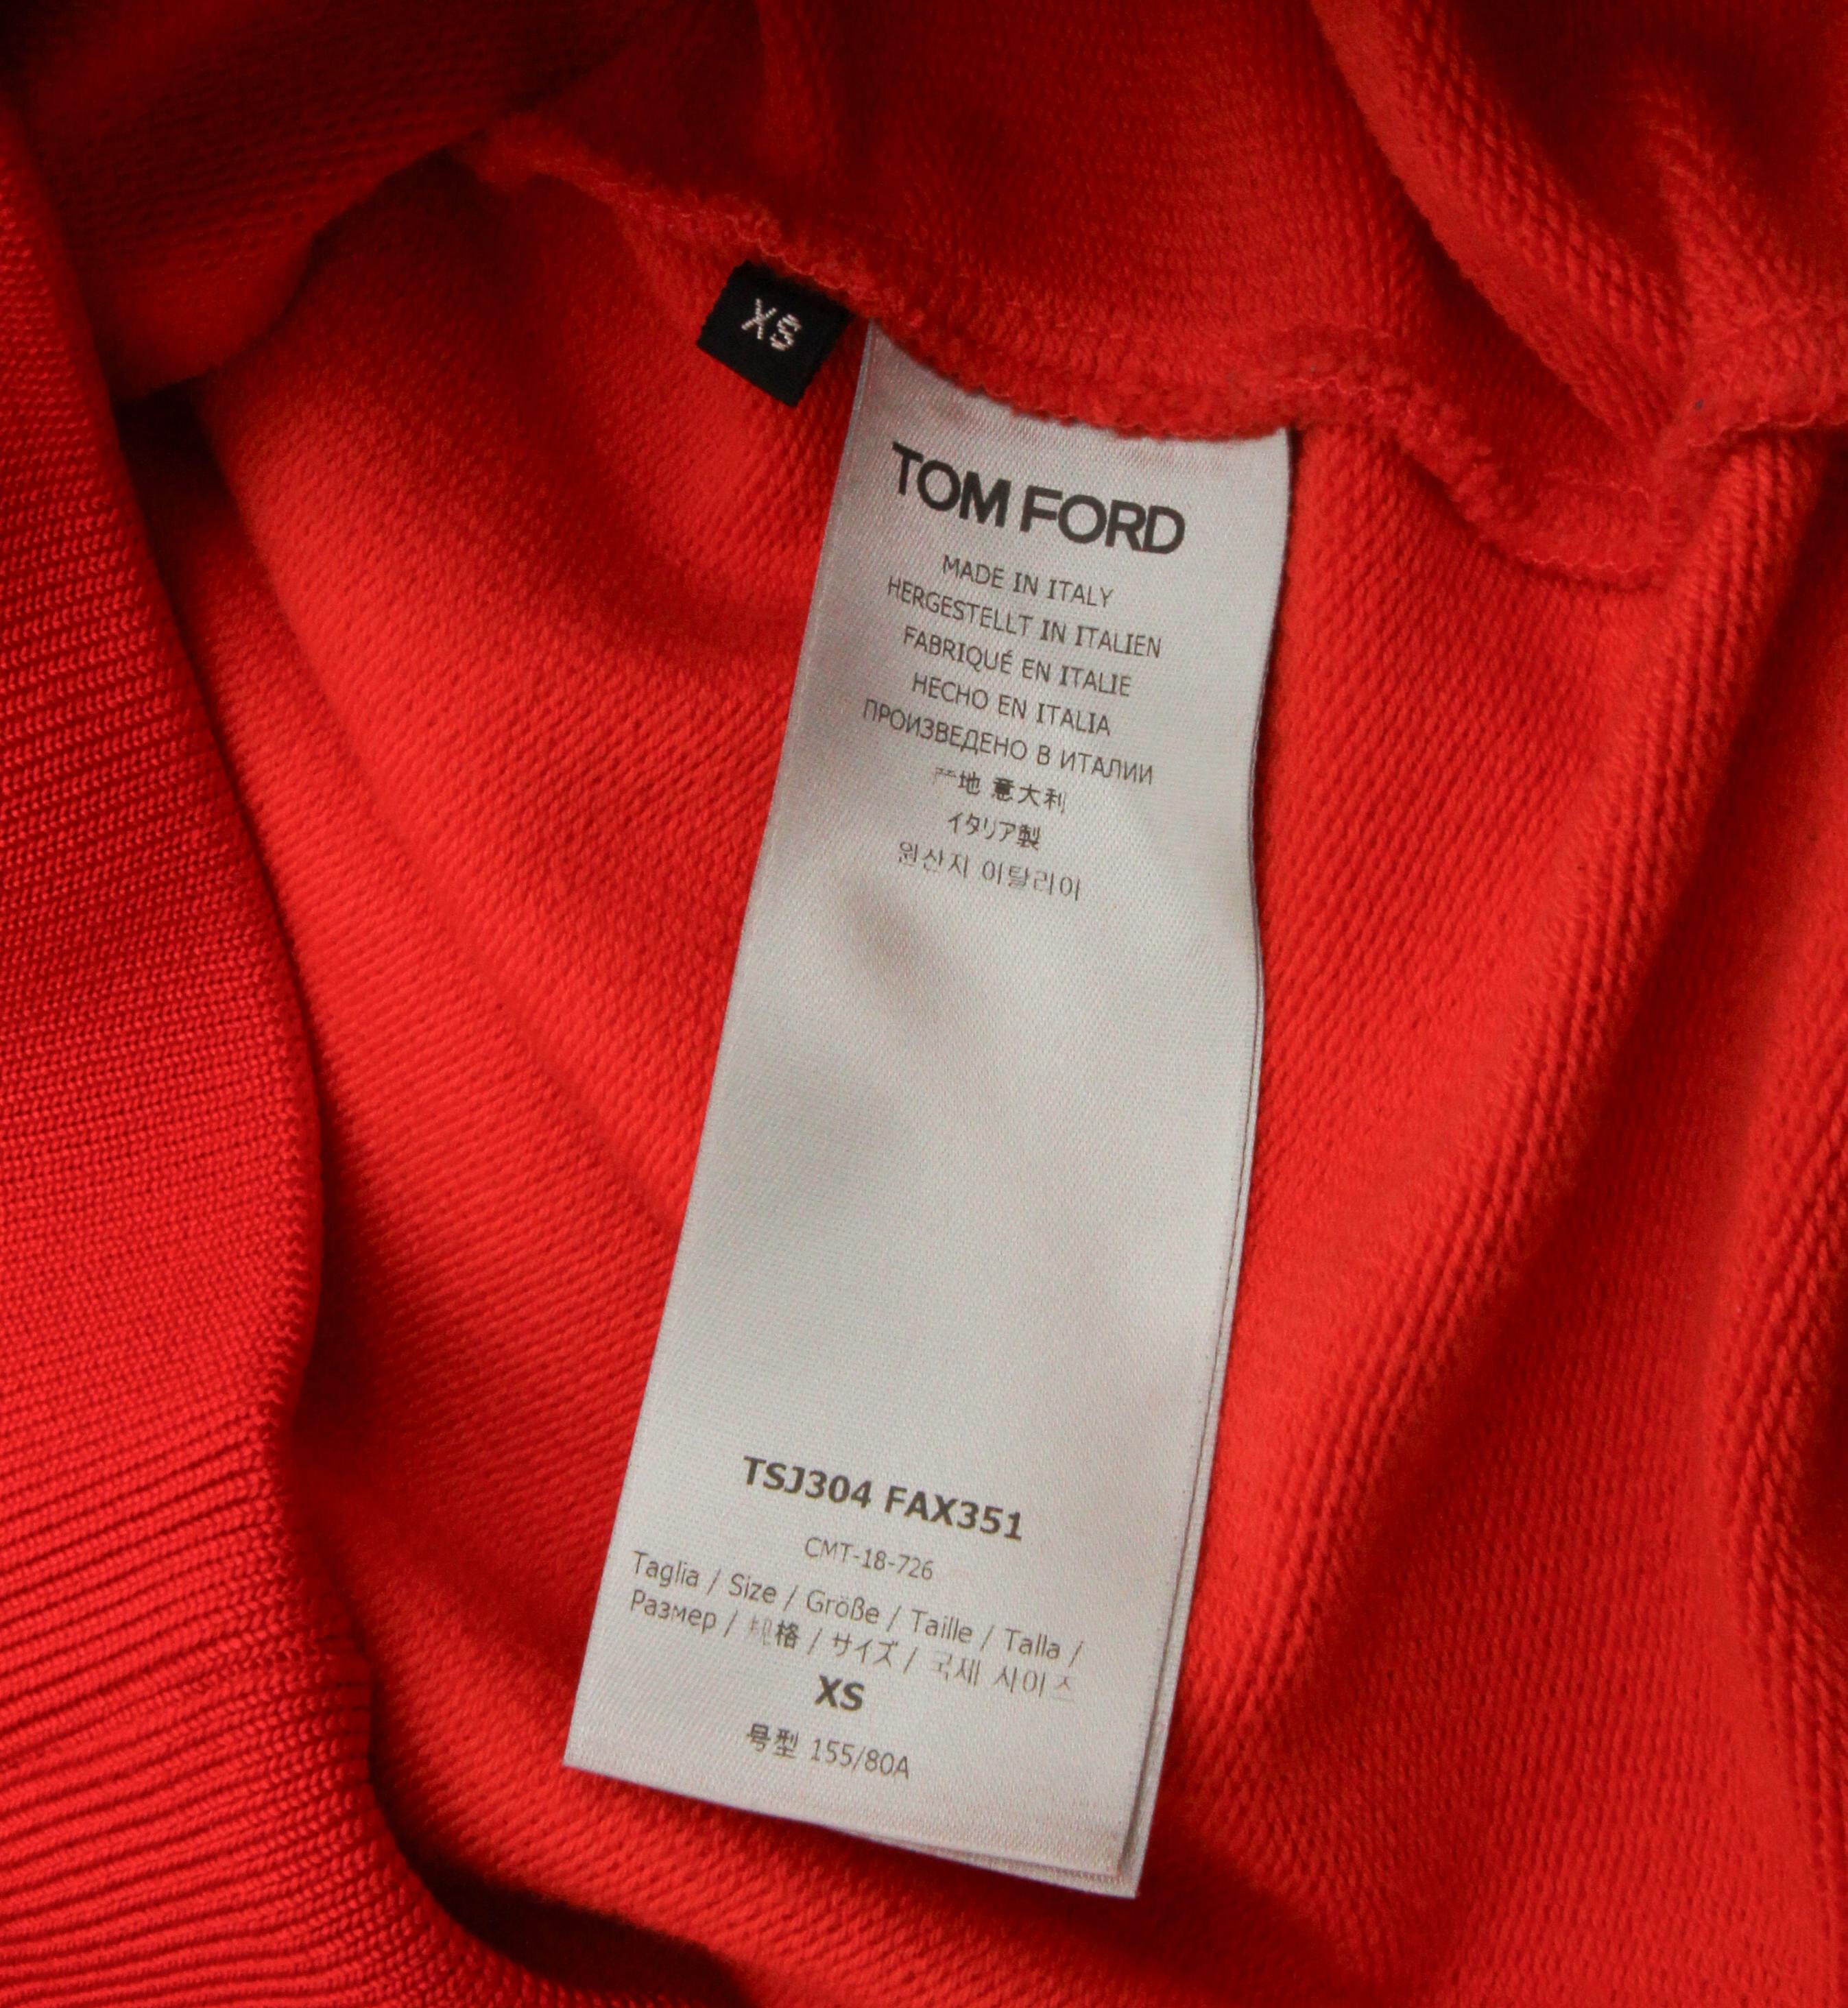 XS
TOM FORD
MADE IN ITALY
HERGESTELLT IN ITALIEN
FABRIQUÉ EN ITALIE
HECHO EN ITALIA
ПРОИЗВЕДЕНО В ИТАЛИИ
产地 意大利
イタリア製
원산지 이탈리아
TSJ304 FAX351
CMT-18-726
Taglia / Size / Größe / Taille / Talla /
Размер / 规格 / サイズ / 국제 사이즈
XS
号型 155/80A